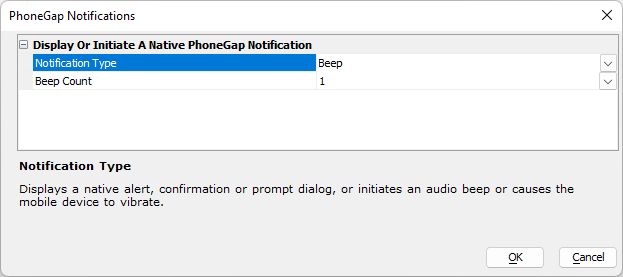 PhoneGap Notifications
Display Or Initiate A Native PhoneGap Notification
Notification Type Beep
Beep Count 1
Notification Type
Displays a native alert, confirmation or prompt dialog, or initiates an audio beep or causes the
mobile device to vibrate.
OK Cancel